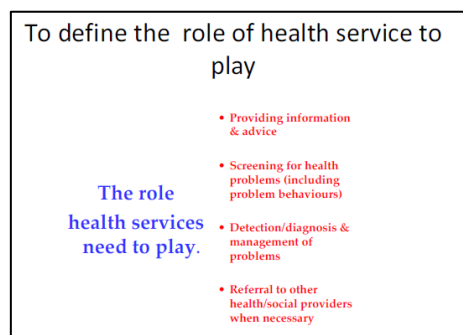 To define the role of health service to
play
The role
health services
need to play.
• Providing information
& advice
• Screening for health
problems (including
problem behaviours)
• Detection/diagnosis &
management of
problems
• Referral to other
health/social providers
when necessary